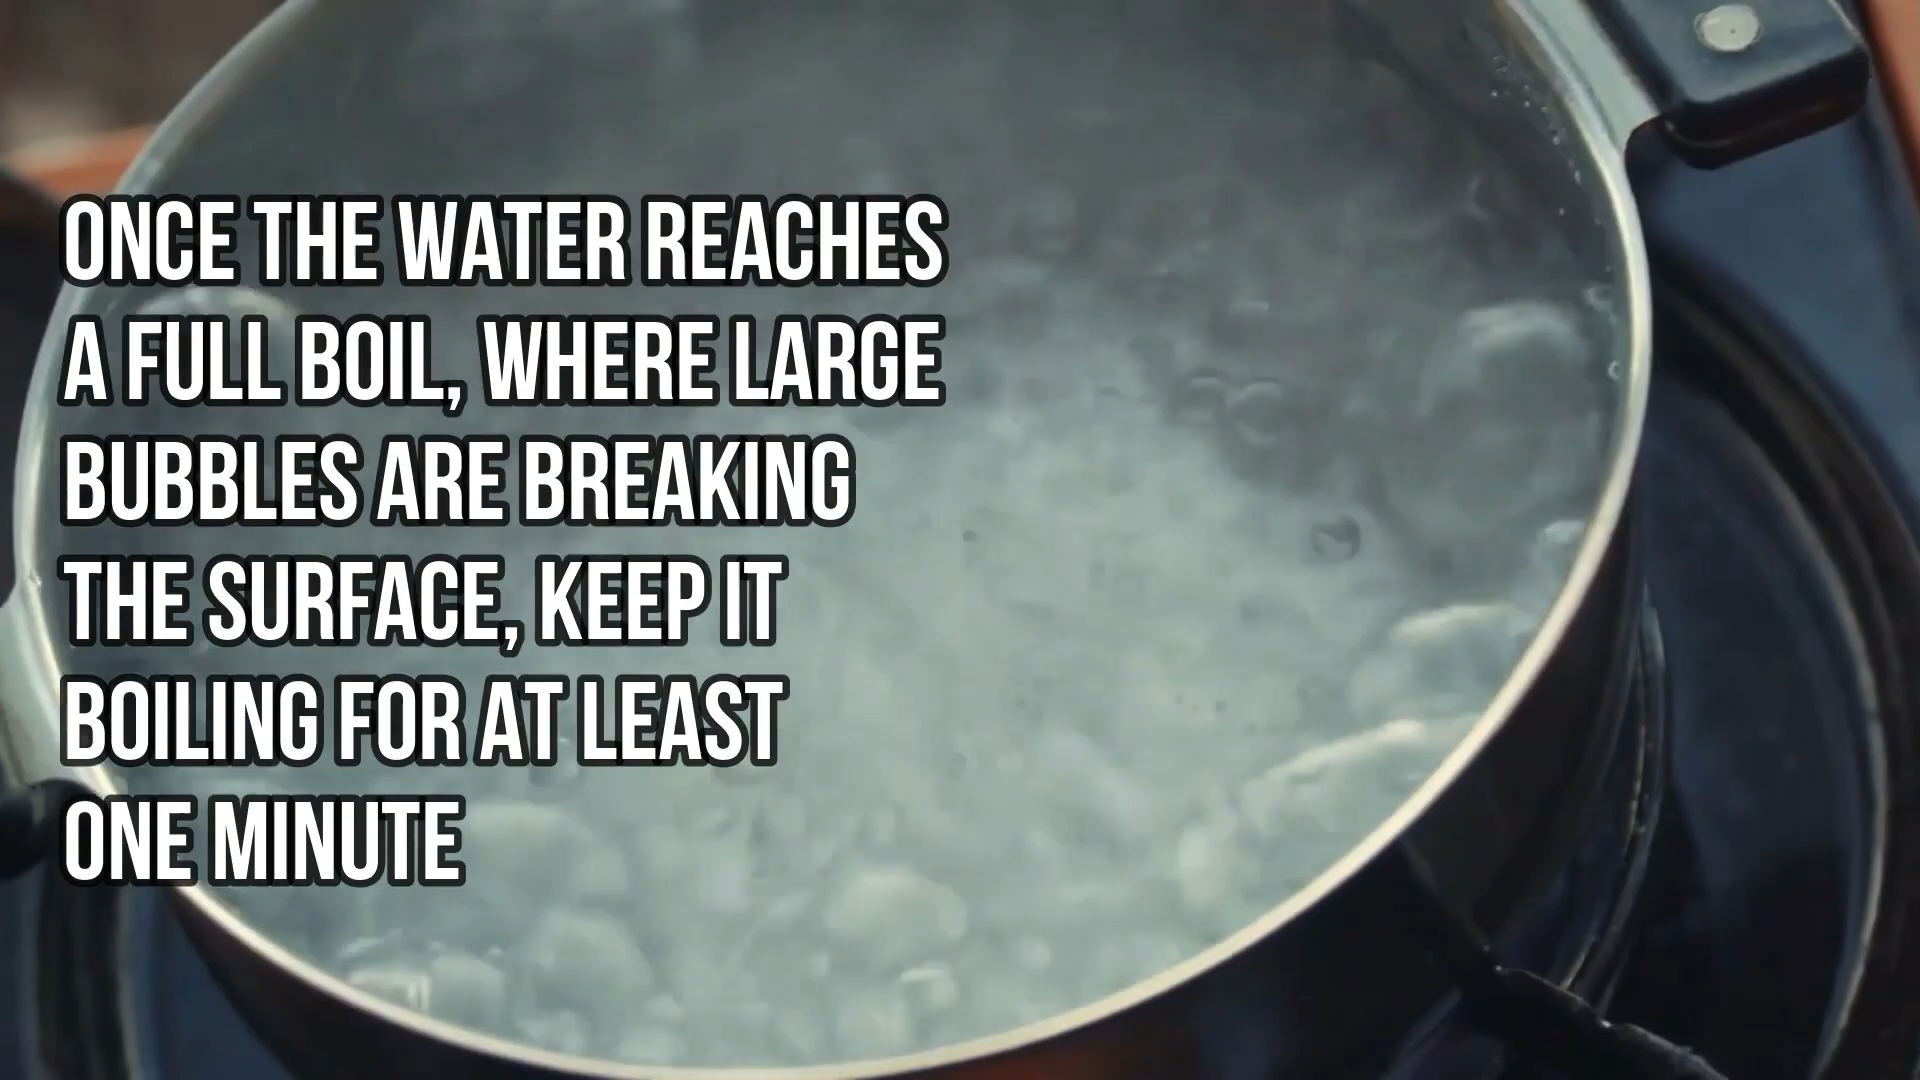 ONCE THE WATER REACHES
A FULL BOIL, WHERE LARGE
BUBBLES ARE BREAKING
THE SURFACE, KEEP IT
BOILING FOR AT LEAST
ONE MINUTE